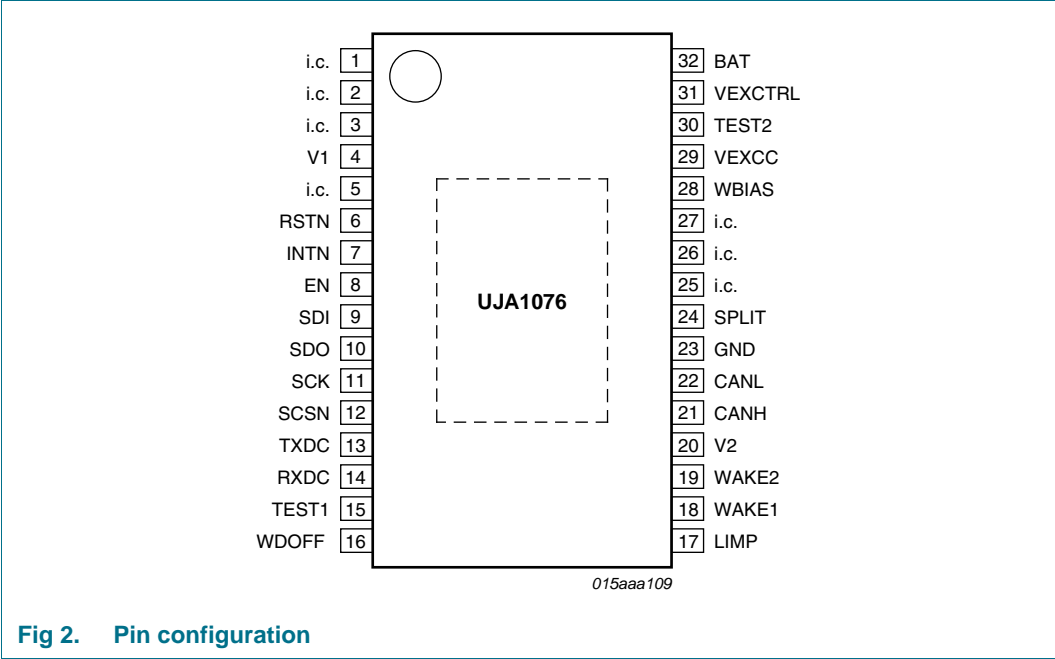 i.c. 1 32 BAT
i.c. 2 31 VEXCTRL
i.c. 3 30 TEST2
V1 4 29 VEXCC
i.c. 5 28 WBIAS
RSTN 6 27 i.c.
INTN 7 26 i.c.
EN 8 25 i.c.
UJA1076
SDI 9 24 SPLIT
SDO 10 23 GND
SCK 11 22 CANL
SCSN 12 21 CANH
TXDC 13 20 V2
RXDC 14 19 WAKE2
TEST1 15 18 WAKE1
WDOFF 16 17 LIMP
015aaa109
Fig 2. Pin configuration